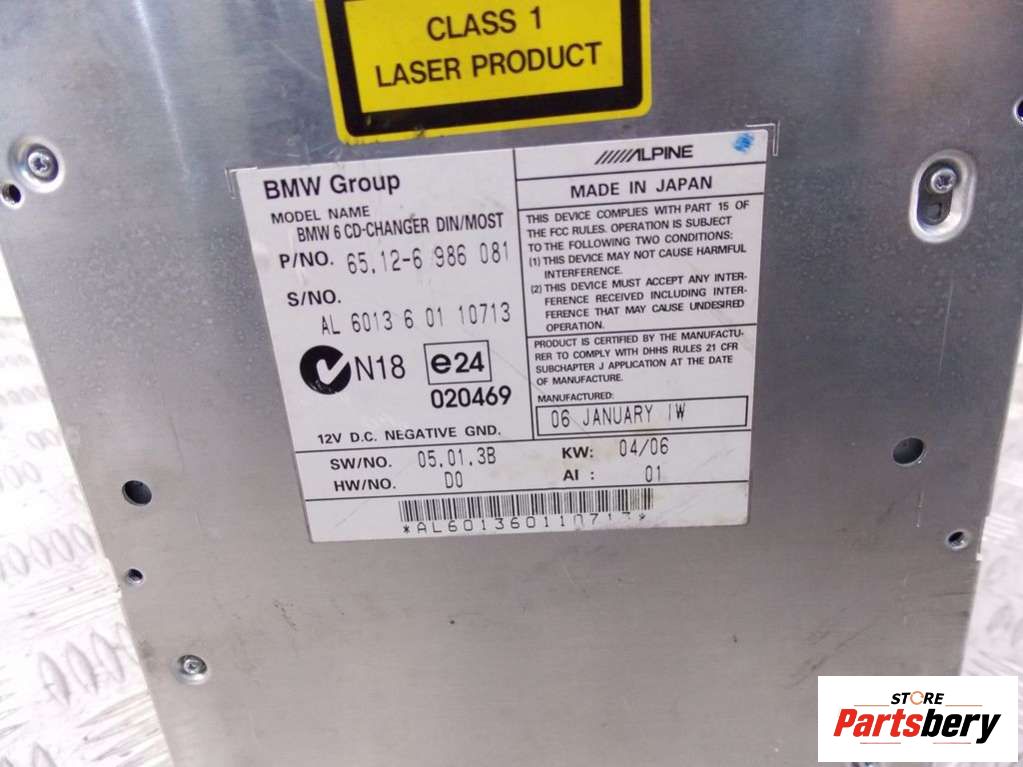 CLASS 1
LASER PRODUCT
BMW Group
MODEL NAME
BMW 6 CD-CHANGER DIN/MOST
P/NO. 65.12-6 986 081
S/NO.
AL 6013 6 01 10713
N18 e24
020469
12V D.C. NEGATIVE GND.
ALPINE
MADE IN JAPAN
THIS DEVICE COMPLIES WITH PART 15 OF
THE FCC RULES. OPERATION IS SUBJECT
TO THE FOLLOWING TWO CONDITIONS:
(1) THIS DEVICE MAY NOT CAUSE HARMFUL
INTERFERENCE.
(2) THIS DEVICE MUST ACCEPT ANY INTER-
FERENCE RECEIVED INCLUDING INTER-
FERENCE THAT MAY CAUSE UNDESIRED
OPERATION.
PRODUCT IS CERTIFIED BY THE MANUFACTU-
RER TO COMPLY WITH DHHS RULES 21 CFR
SUBCHAPTER J APPLICATION AT THE DATE
OF MANUFACTURE.
MANUFACTURED:
06 JANUARY 1W
SW/NO. 05.01.3B KW: 04/06
HW/NO. D0 AI: 01
*AL601360110713*
STORE
Partsbery